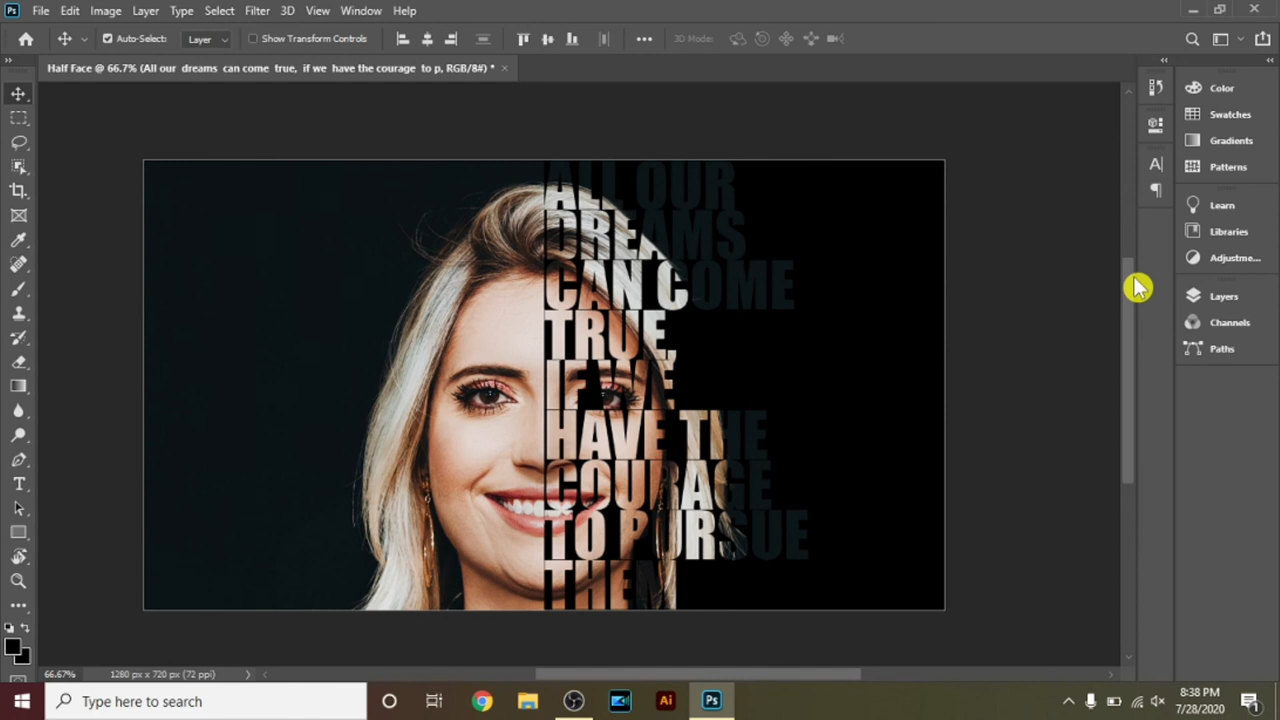 Ps File Edit Image Layer Type Select Filter 3D View Window Help
Auto-Select: Layer Show Transform Controls 3D Mode:
Half Face @ 66.7% (All our dreams can come true, if we have the courage to p, RGB/8#) * ×
Color
Swatches
Gradients
Patterns
Learn
Libraries
Adjustme...
Layers
Channels
Paths
ALL OUR
DREAMS
CAN COME
TRUE,
IF WE
HAVE THE
COURAGE
TO PURSUE
THEM
66.67% 1280 px x 720 px (72 ppi)
Type here to search
Ai Ps
8:38 PM
7/28/2020
1